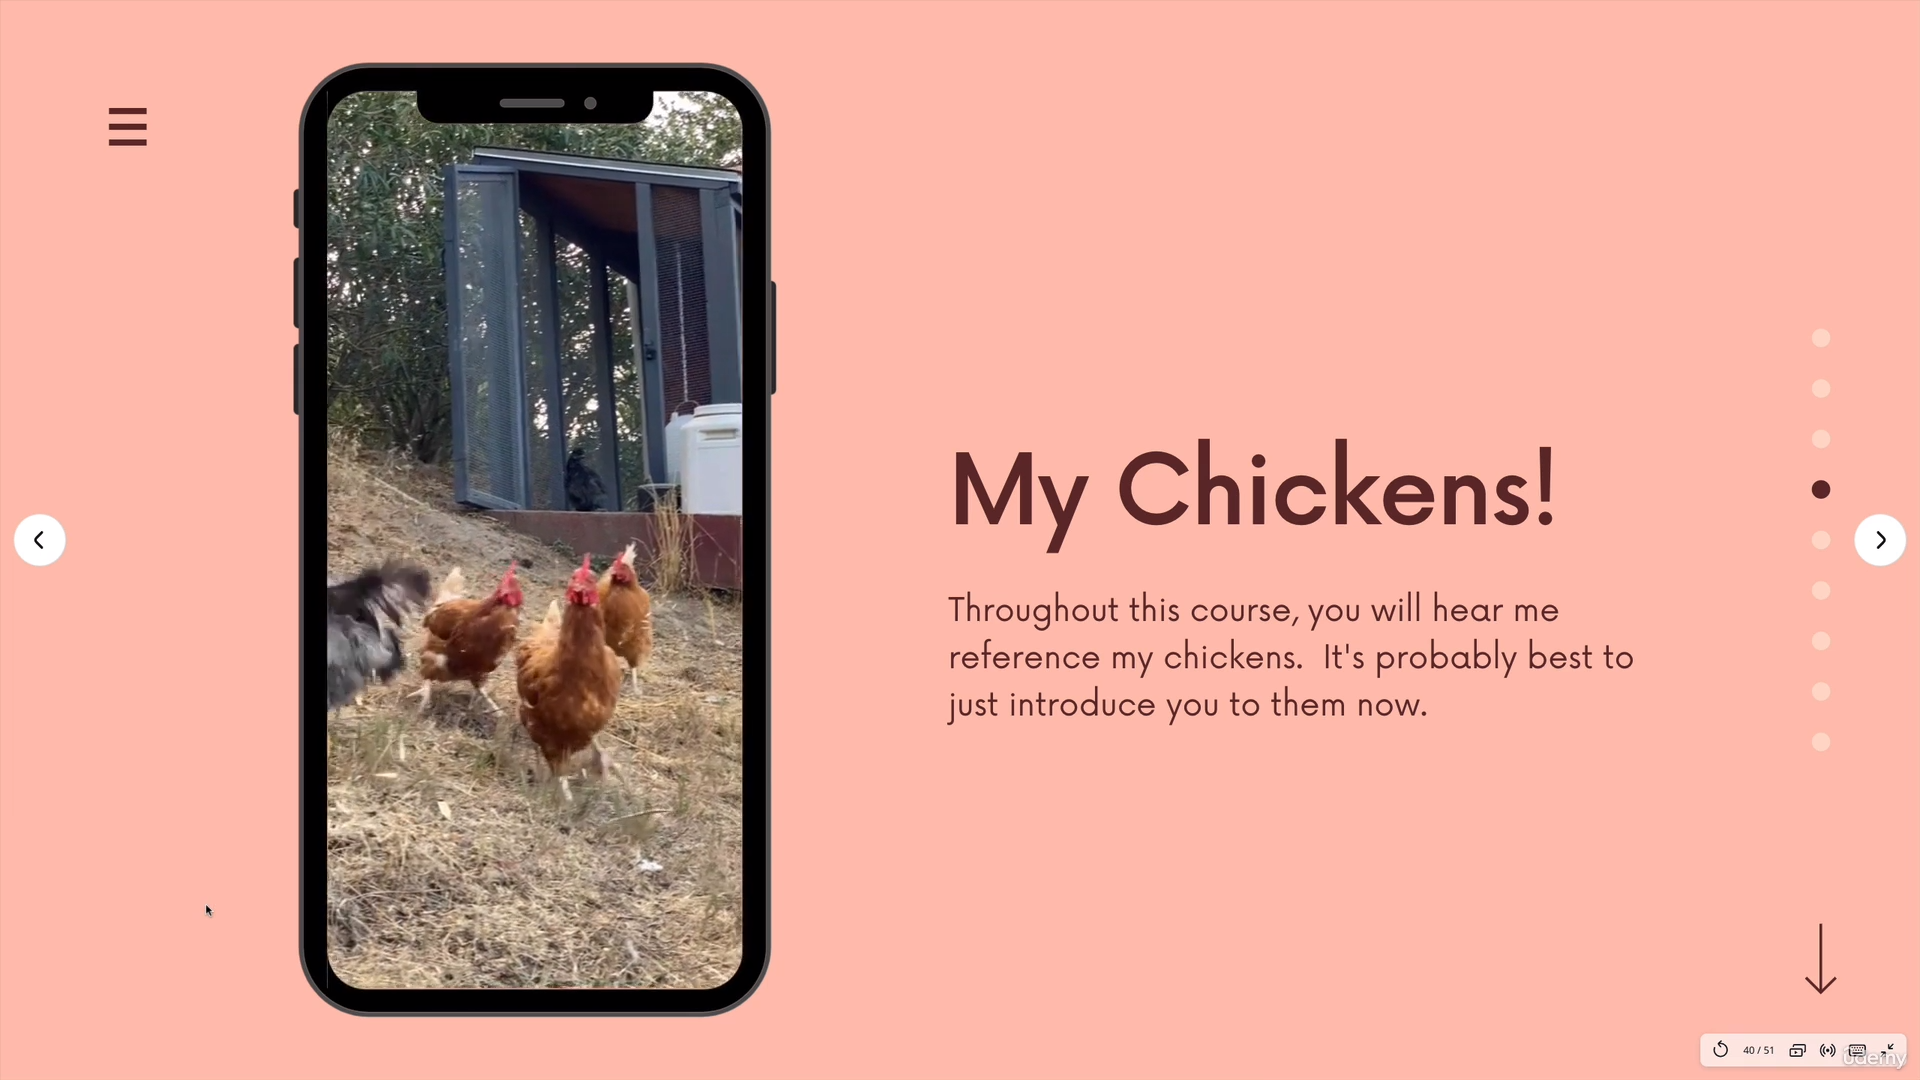 My Chickens!
Throughout this course, you will hear me
reference my chickens.  It's probably best to
just introduce you to them now.
40 / 51
ûdemy